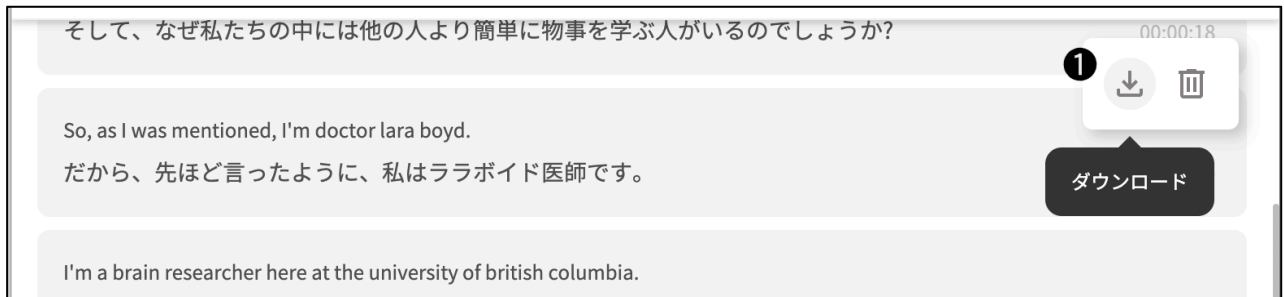 そして、なぜ私たちの中には他の人より簡単に物事を学ぶ人がいるのでしょうか?
00:00:18
❶
So, as I was mentioned, I'm doctor lara boyd.
だから、先ほど言ったように、私はララボイド医師です。
ダウンロード
I'm a brain researcher here at the university of british columbia.